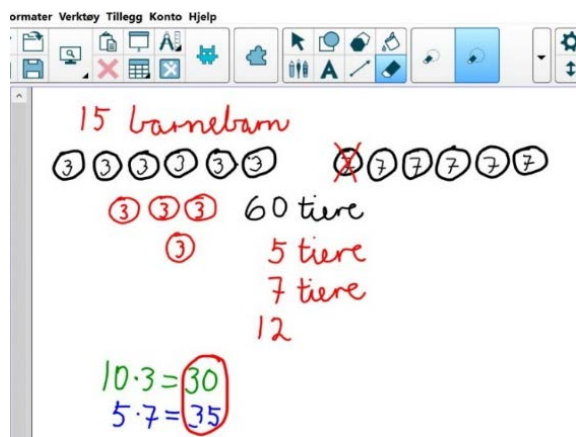 ormater Verktøy Tillegg Konto Hjelp
15 barnebarn
3 3 3 3 3 3 7 7 7 7 7 7
3 3 3 60 tiere
3 5 tiere
7 tiere
12
10·3=30
5·7=35